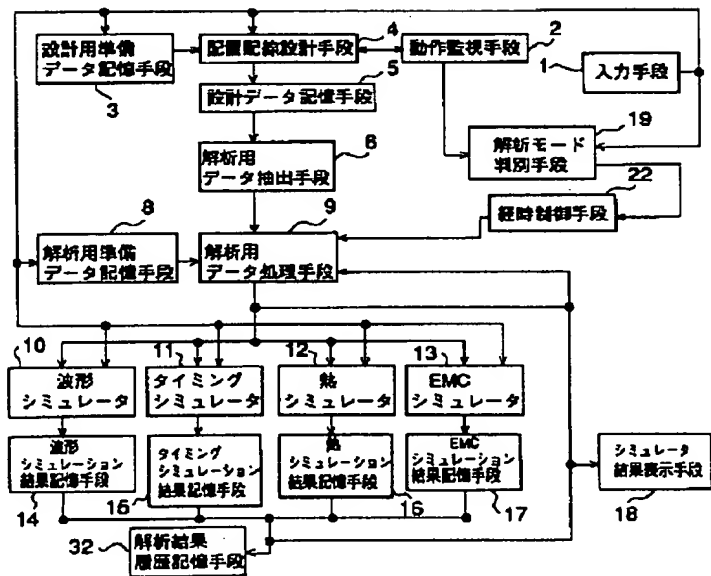 4
2
設計用準備
データ記憶手段
配置配線設計手段
動作監視手段
1
入力手段
3
5
設計データ記憶手段
19
解析モード
判別手段
6
解析用
データ抽出手段
22
経時制御手段
8
9
解析用準備
データ記憶手段
解析用
データ処理手段
10
11
12
13
波形
シミュレータ
タイミング
シミュレータ
熱
シミュレータ
EMC
シミュレータ
波形
シミュレーション
結果記憶手段
タイミング
シミュレーション
結果記憶手段
熱
シミュレーション
結果記憶手段
EMC
シミュレーション
結果記憶手段
シミュレータ
結果表示手段
14
15
16
17
18
32
解析結果
履歴記憶手段